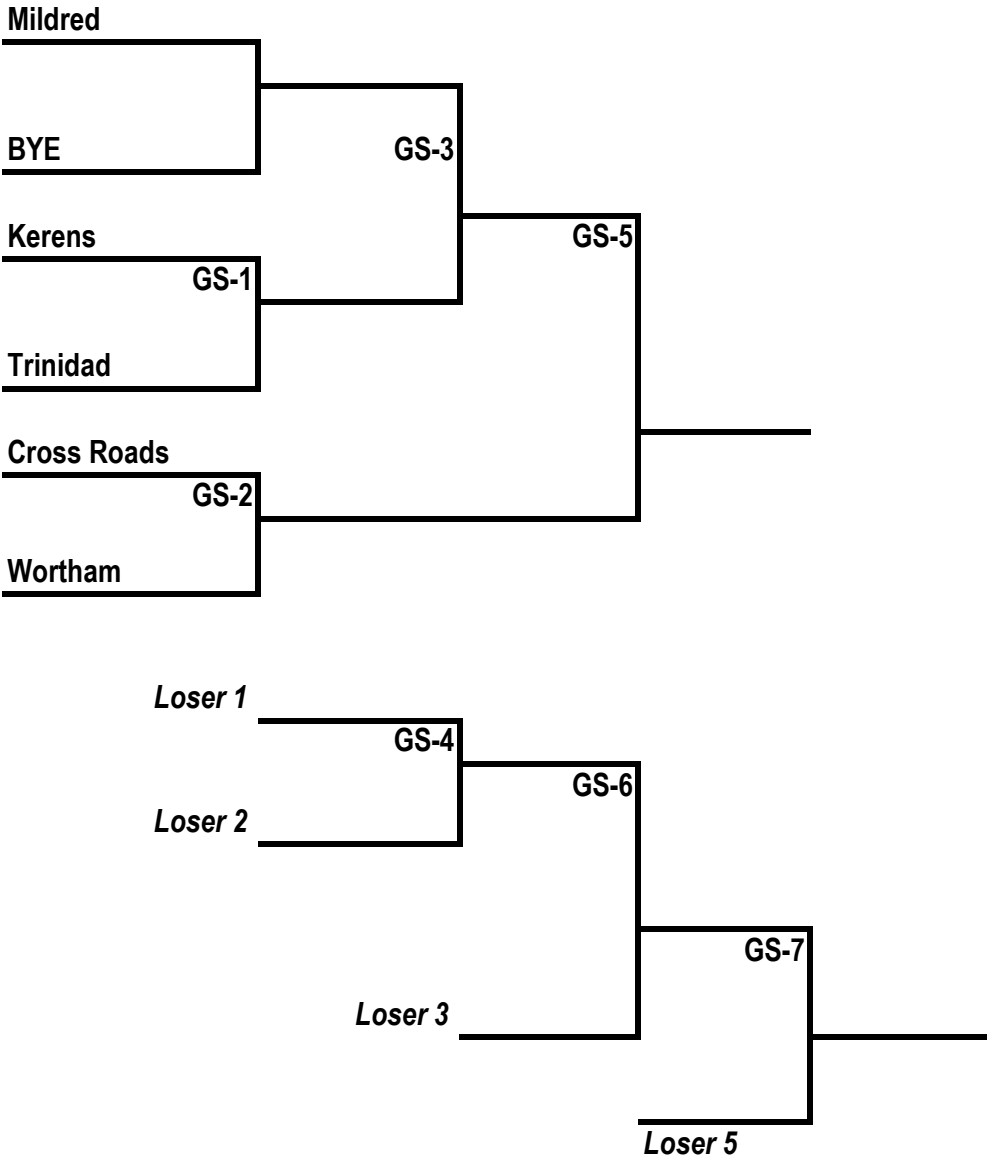 Mildred
BYE
GS-3
Kerens
GS-5
GS-1
Trinidad
Cross Roads
GS-2
Wortham
Loser 1
GS-4
GS-6
Loser 2
GS-7
Loser 3
Loser 5